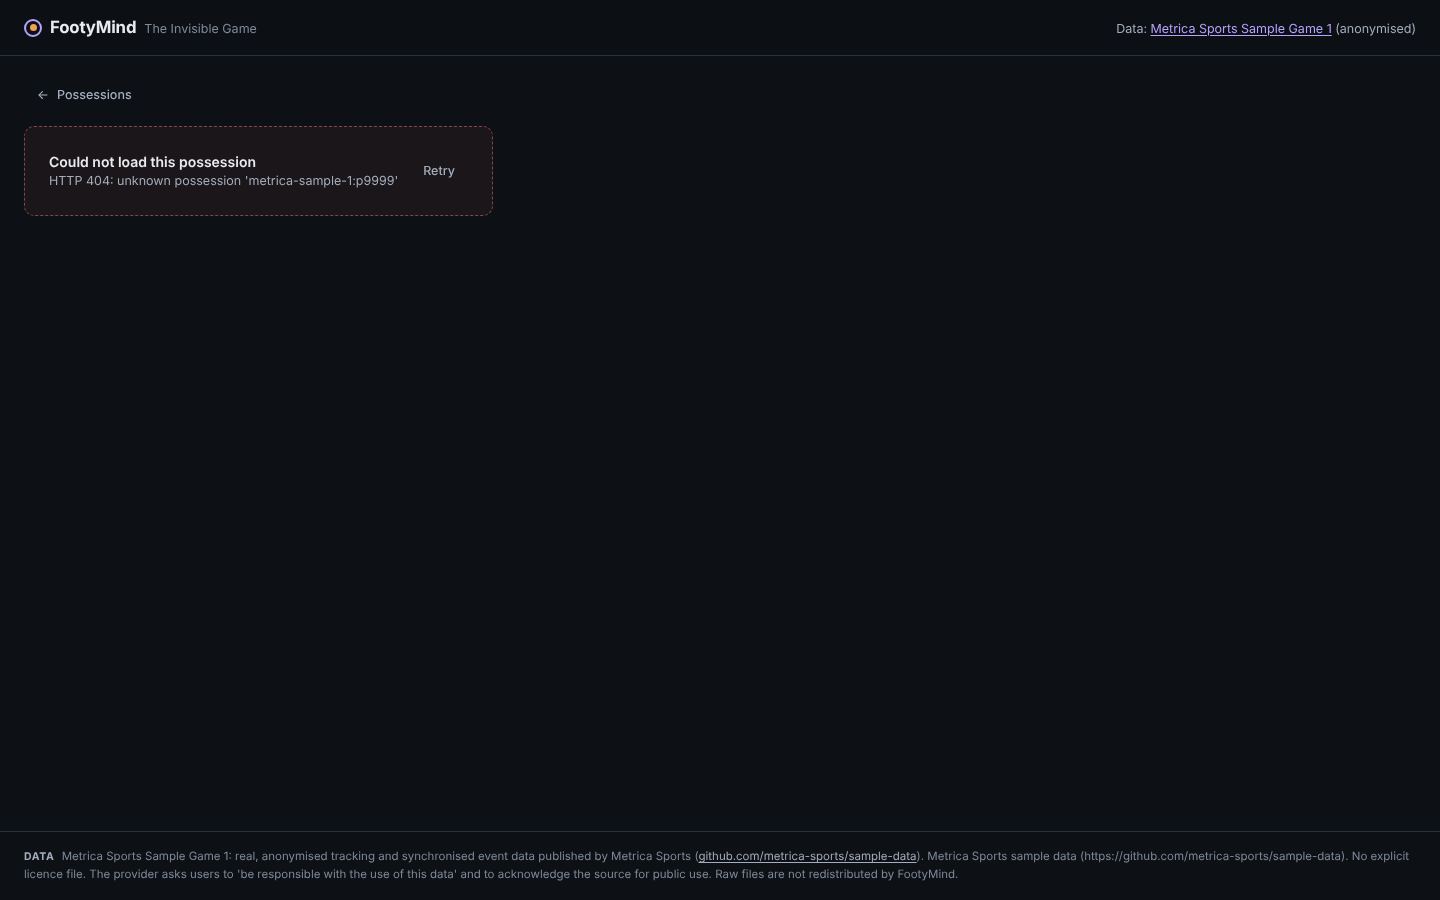 FootyMind The Invisible Game
Data: Metrica Sports Sample Game 1 (anonymised)
← Possessions
Could not load this possession
HTTP 404: unknown possession 'metrica-sample-1:p9999'
Retry
DATA Metrica Sports Sample Game 1: real, anonymised tracking and synchronised event data published by Metrica Sports (github.com/metrica-sports/sample-data). Metrica Sports sample data (https://github.com/metrica-sports/sample-data). No explicit
licence file. The provider asks users to 'be responsible with the use of this data' and to acknowledge the source for public use. Raw files are not redistributed by FootyMind.